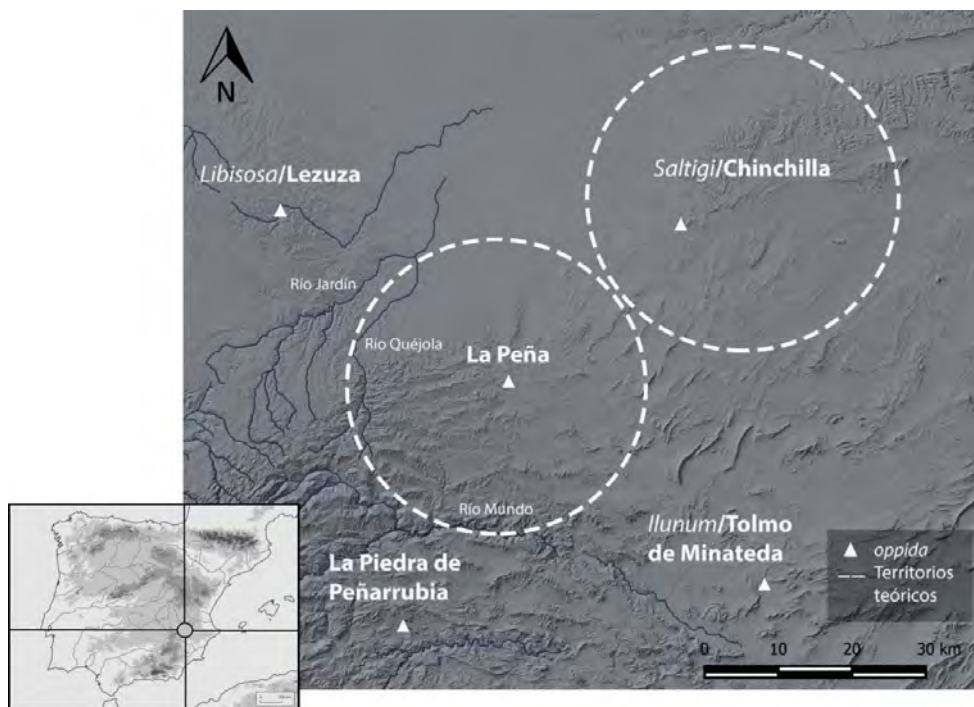 N
Libisosa/Lezuza
Saltigi/Chinchilla
Río Jardín
Río Quéjola
La Peña
Río Mundo
Ilunum/Tolmo
de Minateda
La Piedra de
Peñarrubia
oppida
Territorios
teóricos
0 10 20 30 km